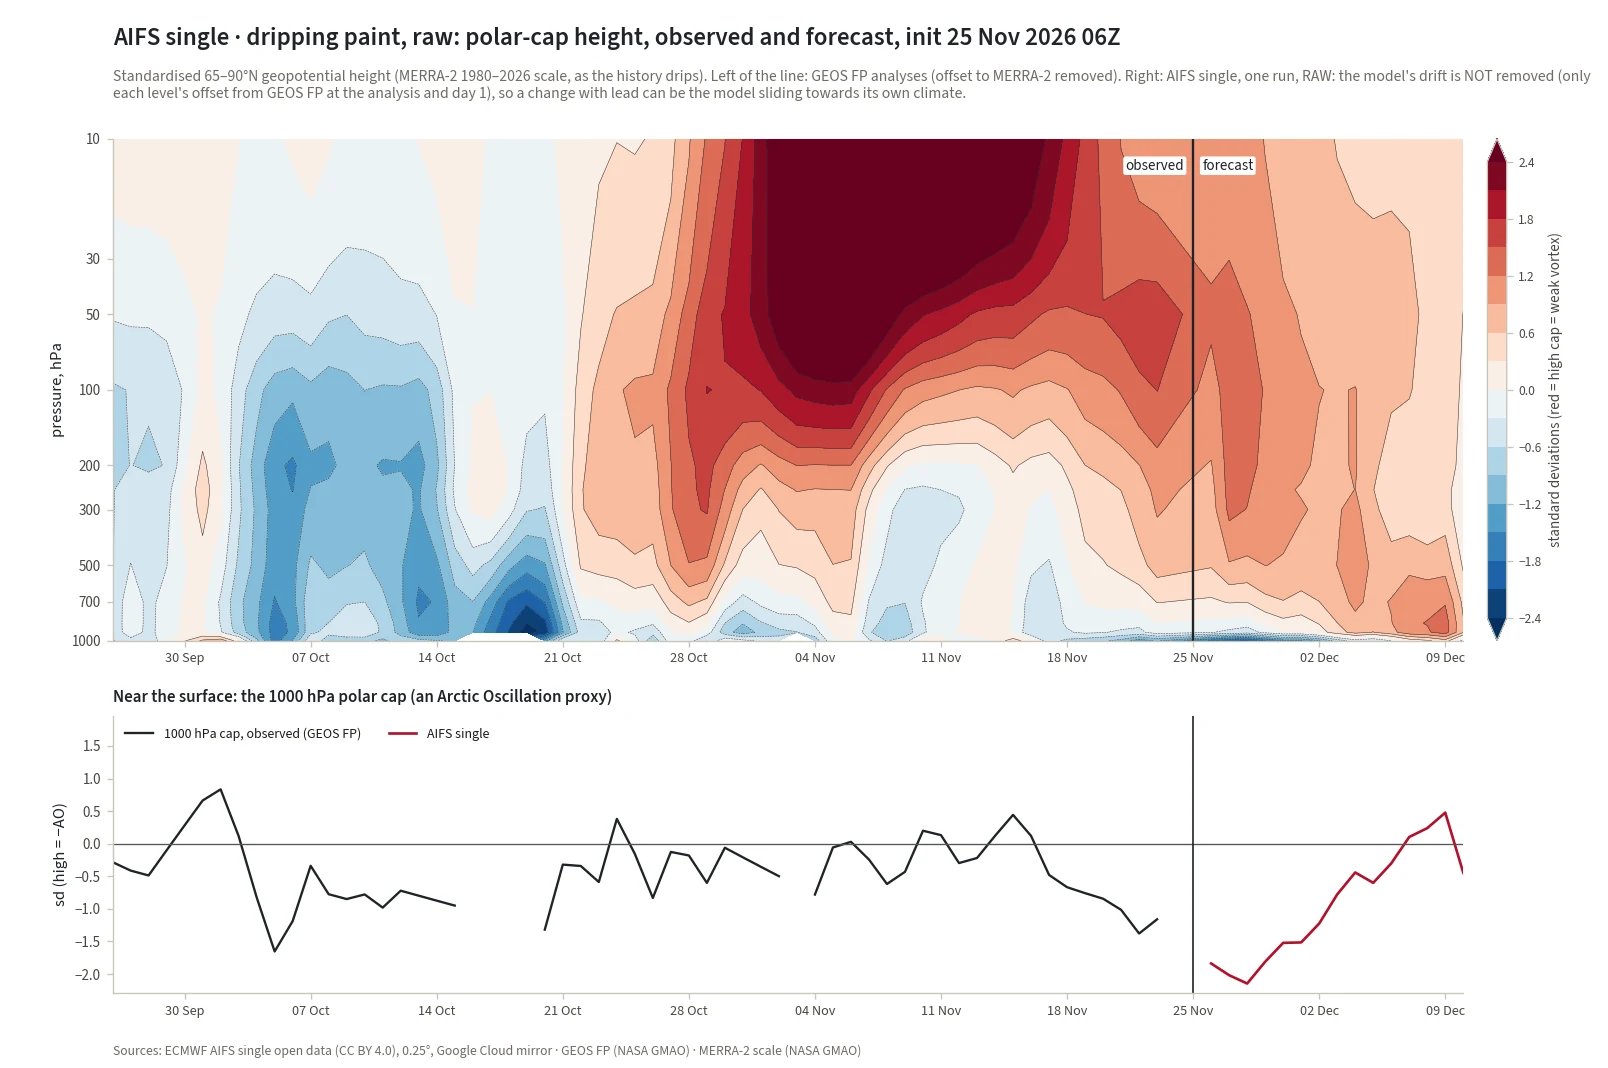 AIFS single · dripping paint, raw: polar-cap height, observed and forecast, init 25 Nov 2026 06Z
Standardised 65–90°N geopotential height (MERRA-2 1980–2026 scale, as the history drips). Left of the line: GEOS FP analyses (offset to MERRA-2 removed). Right: AIFS single, one run, RAW: the model's drift is NOT removed (only
each level's offset from GEOS FP at the analysis and day 1), so a change with lead can be the model sliding towards its own climate.
pressure, hPa
10
30
50
100
200
300
500
700
1000
observed
forecast
30 Sep
07 Oct
14 Oct
21 Oct
28 Oct
04 Nov
11 Nov
18 Nov
25 Nov
02 Dec
09 Dec
2.4
1.8
1.2
0.6
0.0
−0.6
−1.2
−1.8
−2.4
standard deviations (red = high cap = weak vortex)
Near the surface: the 1000 hPa polar cap (an Arctic Oscillation proxy)
1000 hPa cap, observed (GEOS FP)
AIFS single
sd (high = −AO)
1.5
1.0
0.5
0.0
−0.5
−1.0
−1.5
−2.0
30 Sep
07 Oct
14 Oct
21 Oct
28 Oct
04 Nov
11 Nov
18 Nov
25 Nov
02 Dec
09 Dec
Sources: ECMWF AIFS single open data (CC BY 4.0), 0.25°, Google Cloud mirror · GEOS FP (NASA GMAO) · MERRA-2 scale (NASA GMAO)